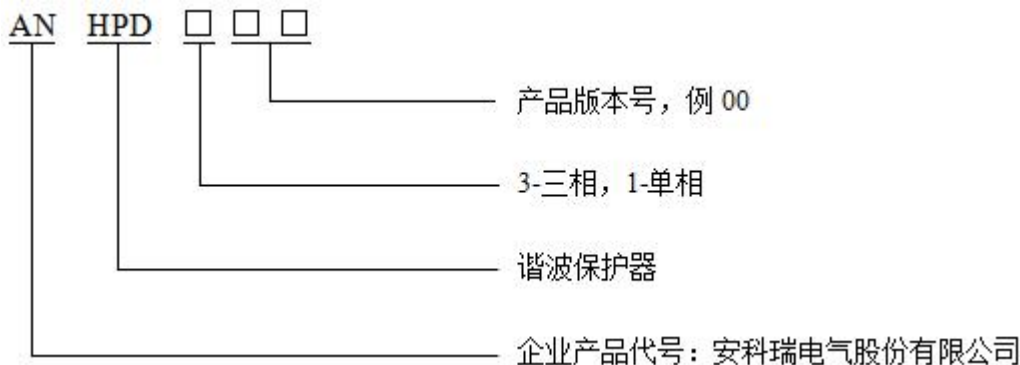 AN HPD □ □ □
产品版本号，例 00
3-三相，1-单相
谐波保护器
企业产品代号：安科瑞电气股份有限公司